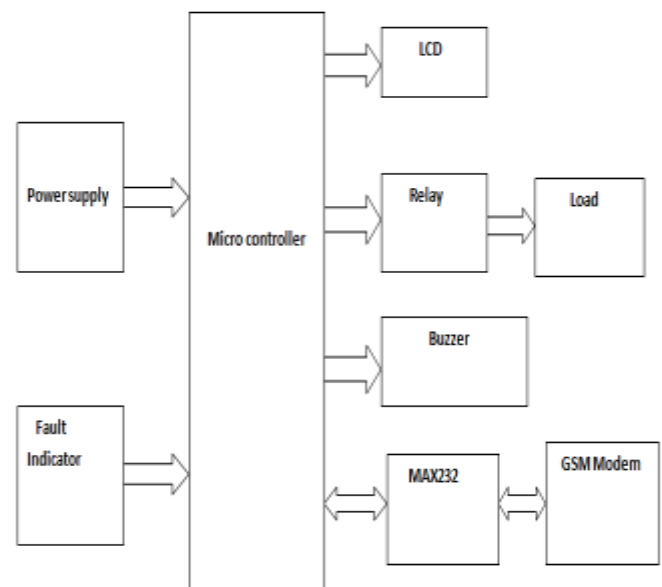 LCD
Power supply
Relay
Load
Micro controller
Buzzer
Fault
Indicator
MAX232
GSM Modem